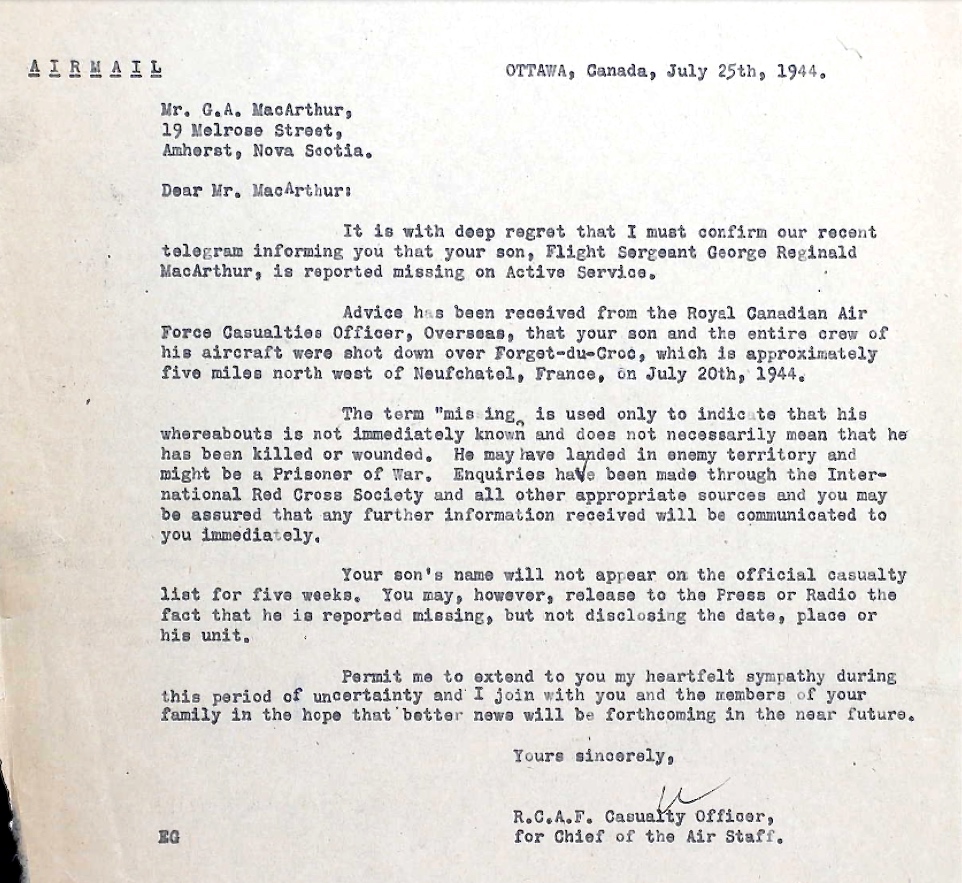 AIRMAIL
OTTAWA, Canada, July 25th, 1944.
Mr. G.A. MacArthur,
19 Melrose Street,
Amherst, Nova Scotia.
Dear Mr. MacArthur:
It is with deep regret that I must confirm our recent
telegram informing you that your son, Flight Sergeant George Reginald
MacArthur, is reported missing on Active Service.
Advice has been received from the Royal Canadian Air
Force Casualties Officer, Overseas, that your son and the entire crew of
his aircraft were shot down over Forget-du-Croc, which is approximately
five miles north west of Neufchatel, France, on July 20th, 1944.
The term "mis ing" is used only to indicate that his
whereabouts is not immediately known and does not necessarily mean that he
has been killed or wounded. He may have landed in enemy territory and
might be a Prisoner of War. Enquiries have been made through the Inter-
national Red Cross Society and all other appropriate sources and you may
be assured that any further information received will be communicated to
you immediately.
Your son's name will not appear on the official casualty
list for five weeks. You may, however, release to the Press or Radio the
fact that he is reported missing, but not disclosing the date, place or
his unit.
Permit me to extend to you my heartfelt sympathy during
this period of uncertainty and I join with you and the members of your
family in the hope that better news will be forthcoming in the near future.
Yours sincerely,
R.C.A.F. Casualty Officer,
for Chief of the Air Staff.
EG